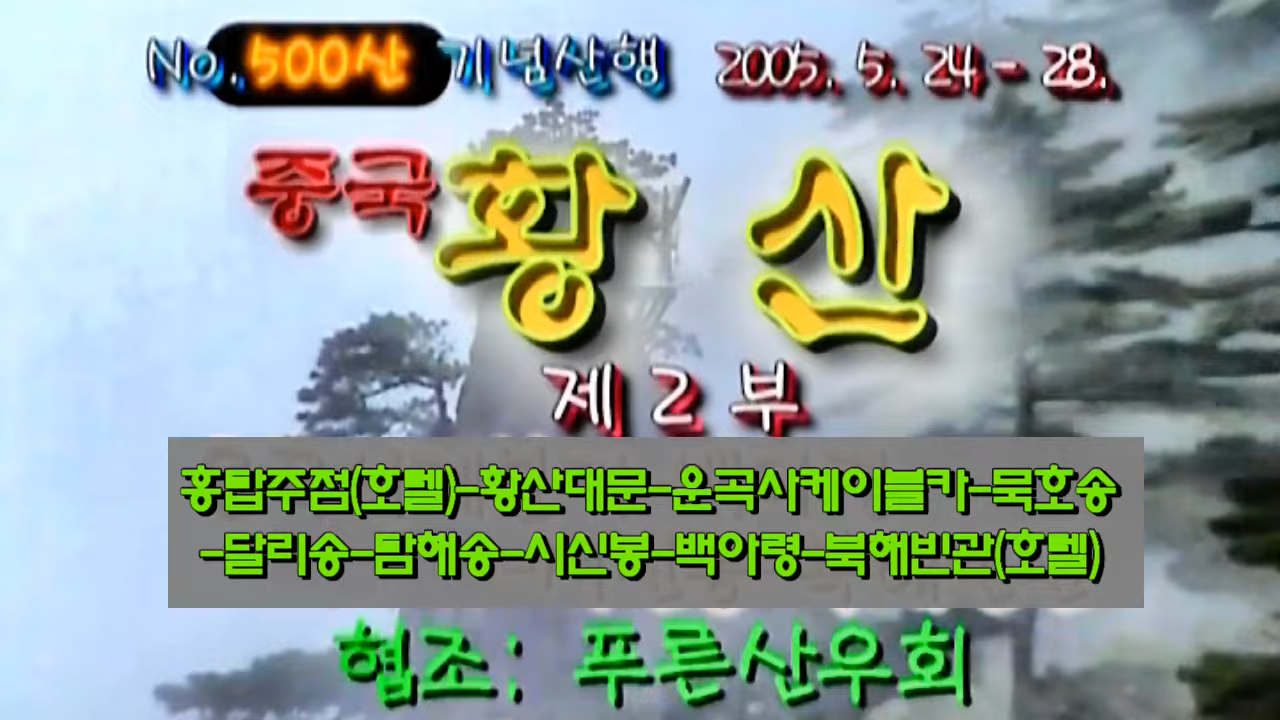 No.500산 기념산행 2005. 5. 24 - 28.
중국 황산
제 2 부
홍탑주점(호텔)-황산대문-운곡사케이블카-묵호송
-달리송-탐해송-시신봉-백아령-북해빈관(호텔)
협조: 푸른산우회